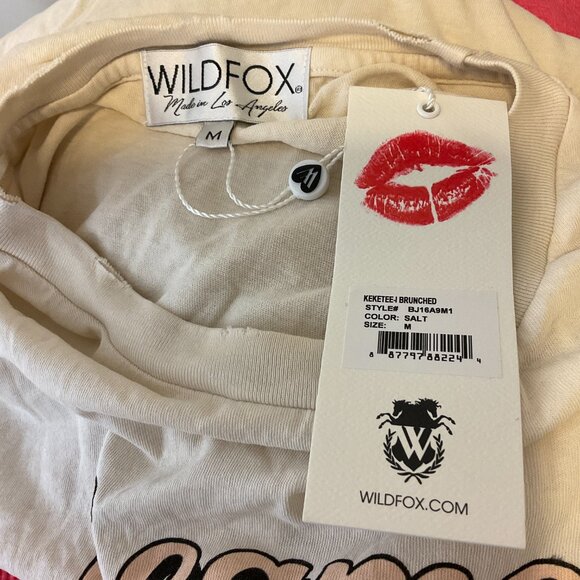 WILDFOX®
Made in Los Angeles
M
KEKETEE-I BRUNCHED
STYLE# BJ16A9M1
COLOR: SALT
SIZE: M
8 87797 88224 4
W
WILDFOX.COM